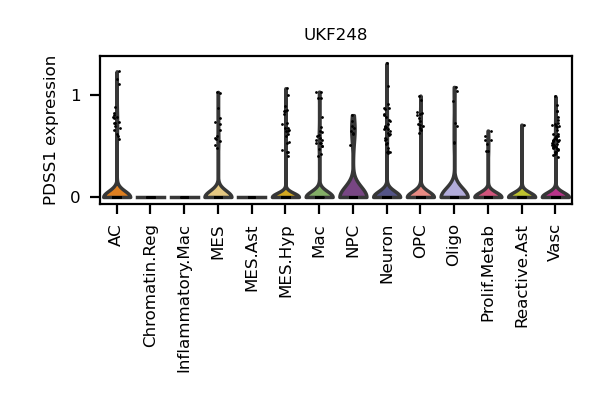 UKF248
PDSS1 expression
1
0
AC
Chromatin.Reg
Inflammatory.Mac
MES
MES.Ast
MES.Hyp
Mac
NPC
Neuron
OPC
Oligo
Prolif.Metab
Reactive.Ast
Vasc